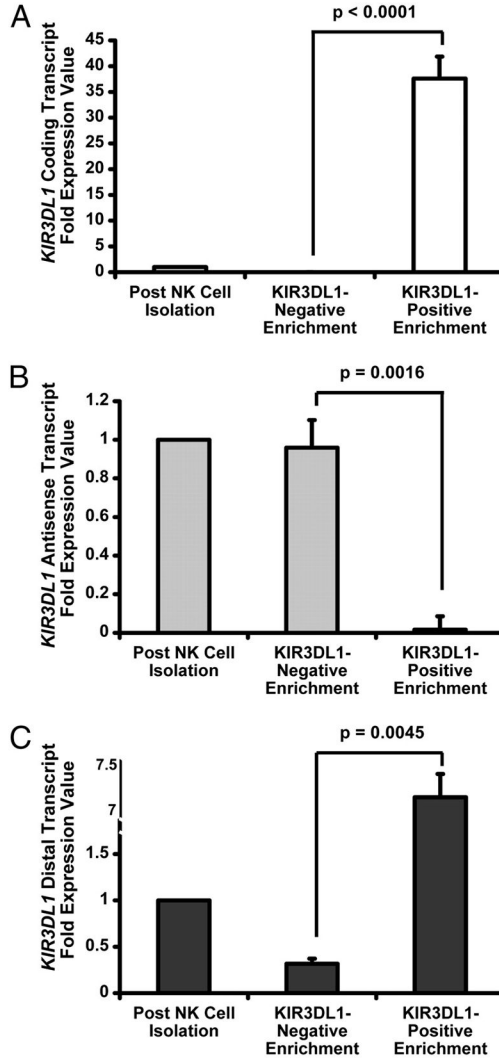 A
p < 0.0001
KIR3DL1 Coding Transcript
Fold Expression Value
45
40
35
30
25
20
15
10
5
0
Post NK Cell
Isolation
KIR3DL1-
Negative
Enrichment
KIR3DL1-
Positive
Enrichment
B
p = 0.0016
KIR3DL1 Antisense Transcript
Fold Expression Value
1.2
1
0.8
0.6
0.4
0.2
0
Post NK Cell
Isolation
KIR3DL1-
Negative
Enrichment
KIR3DL1-
Positive
Enrichment
C
p = 0.0045
KIR3DL1 Distal Transcript
Fold Expression Value
7.5
7
1.5
1
0.5
0
Post NK Cell
Isolation
KIR3DL1-
Negative
Enrichment
KIR3DL1-
Positive
Enrichment